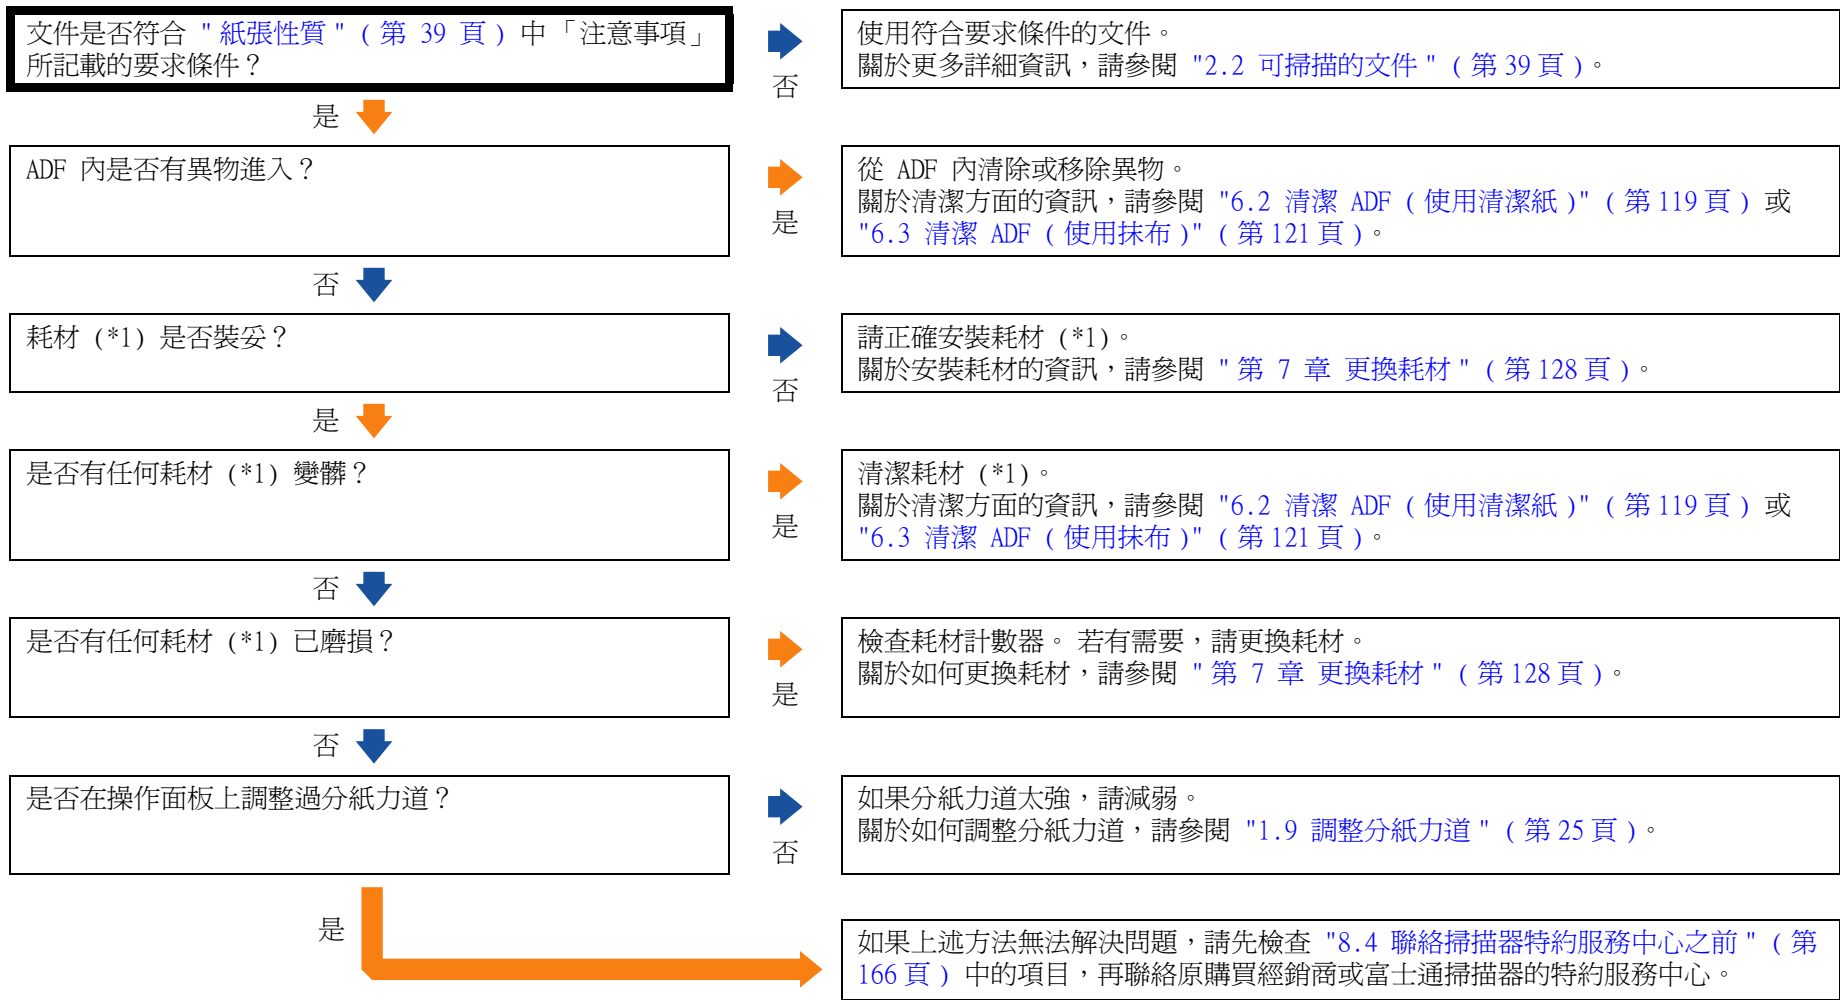 文件是否符合 "紙張性質" (第 39 頁) 中「注意事項」
所記載的要求條件？
否
使用符合要求條件的文件。
關於更多詳細資訊，請參閱 "2.2 可掃描的文件" (第 39 頁)。
是
ADF 內是否有異物進入？
是
從 ADF 內清除或移除異物。
關於清潔方面的資訊，請參閱 "6.2 清潔 ADF (使用清潔紙)" (第 119 頁) 或
"6.3 清潔 ADF (使用抹布)" (第 121 頁)。
否
耗材 (*1) 是否裝妥？
否
請正確安裝耗材 (*1)。
關於安裝耗材的資訊，請參閱 "第 7 章 更換耗材" (第 128 頁)。
是
是否有任何耗材 (*1) 變髒？
是
清潔耗材 (*1)。
關於清潔方面的資訊，請參閱 "6.2 清潔 ADF (使用清潔紙)" (第 119 頁) 或
"6.3 清潔 ADF (使用抹布)" (第 121 頁)。
否
是否有任何耗材 (*1) 已磨損？
是
檢查耗材計數器。 若有需要，請更換耗材。
關於如何更換耗材，請參閱 "第 7 章 更換耗材" (第 128 頁)。
否
是否在操作面板上調整過分紙力道？
否
如果分紙力道太強，請減弱。
關於如何調整分紙力道，請參閱 "1.9 調整分紙力道" (第 25 頁)。
是
如果上述方法無法解決問題，請先檢查 "8.4 聯絡掃描器特約服務中心之前" (第
166 頁) 中的項目，再聯絡原購買經銷商或富士通掃描器的特約服務中心。